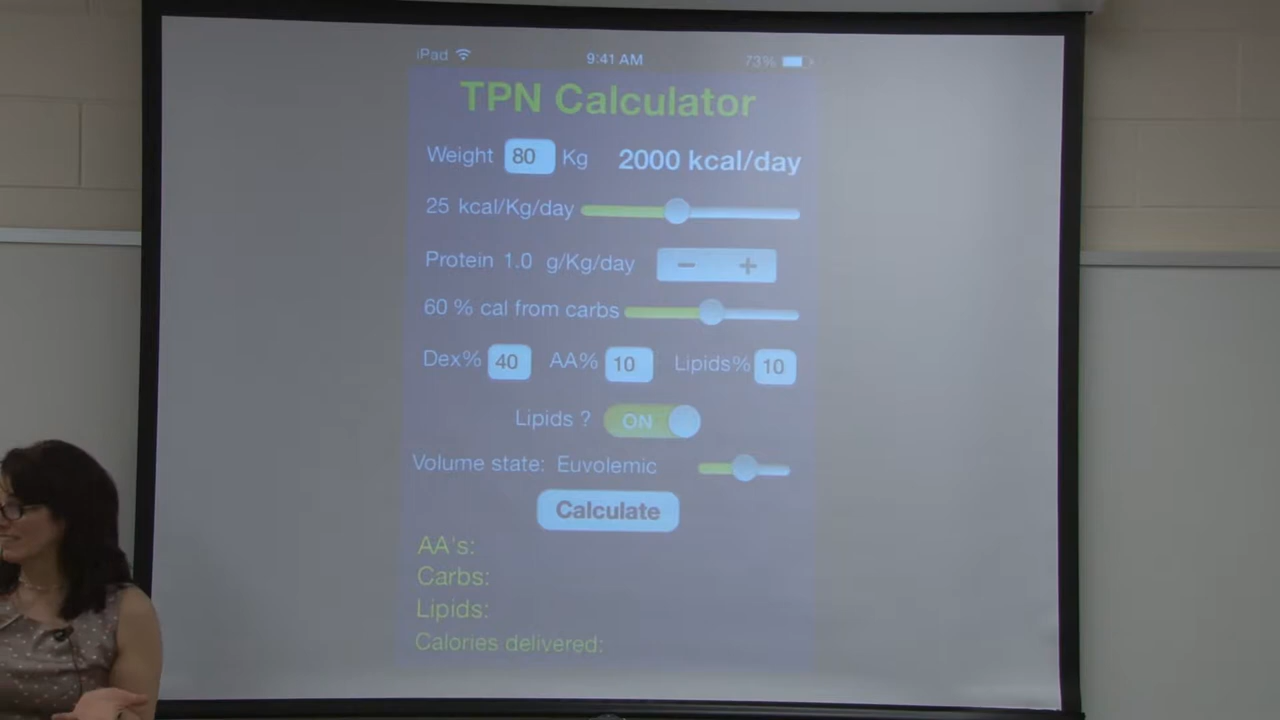 iPad 9:41 AM 73%
TPN Calculator
Weight 80 Kg 2000 kcal/day
25 kcal/Kg/day
Protein 1.0 g/Kg/day − +
60 % cal from carbs
Dex% 40 AA% 10 Lipids% 10
Lipids ? ON
Volume state: Euvolemic
Calculate
AA's:
Carbs:
Lipids:
Calories delivered: